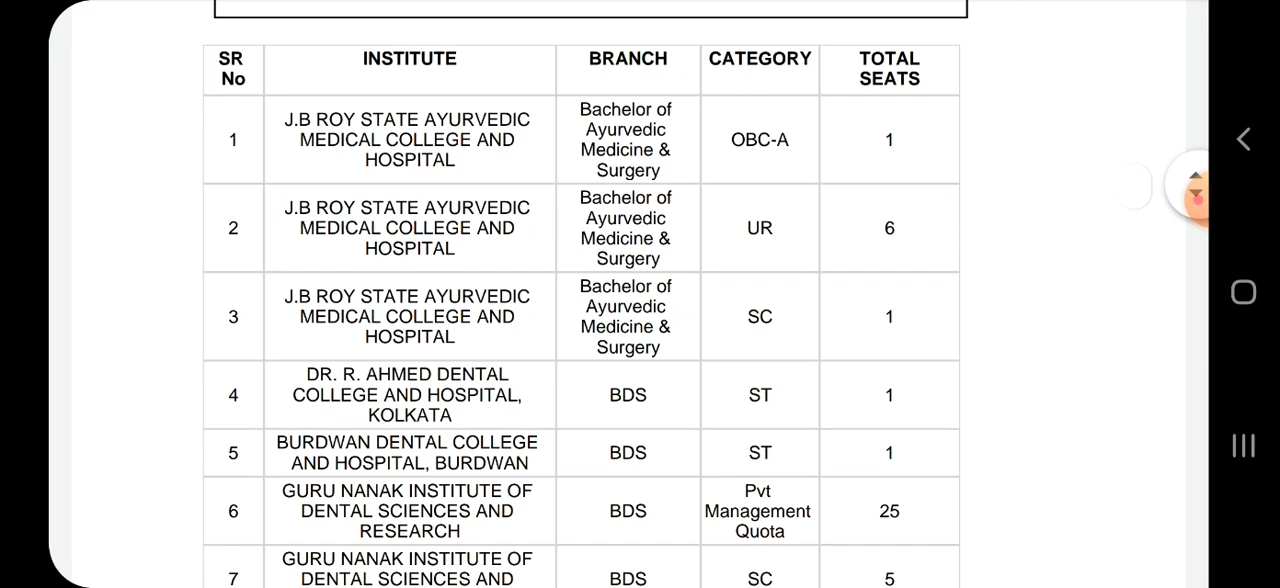 SR No INSTITUTE BRANCH CATEGORY TOTAL SEATS
1 J.B ROY STATE AYURVEDIC MEDICAL COLLEGE AND HOSPITAL Bachelor of Ayurvedic Medicine & Surgery OBC-A 1
2 J.B ROY STATE AYURVEDIC MEDICAL COLLEGE AND HOSPITAL Bachelor of Ayurvedic Medicine & Surgery UR 6
3 J.B ROY STATE AYURVEDIC MEDICAL COLLEGE AND HOSPITAL Bachelor of Ayurvedic Medicine & Surgery SC 1
4 DR. R. AHMED DENTAL COLLEGE AND HOSPITAL, KOLKATA BDS ST 1
5 BURDWAN DENTAL COLLEGE AND HOSPITAL, BURDWAN BDS ST 1
6 GURU NANAK INSTITUTE OF DENTAL SCIENCES AND RESEARCH BDS Pvt Management Quota 25
7 GURU NANAK INSTITUTE OF DENTAL SCIENCES AND BDS SC 5